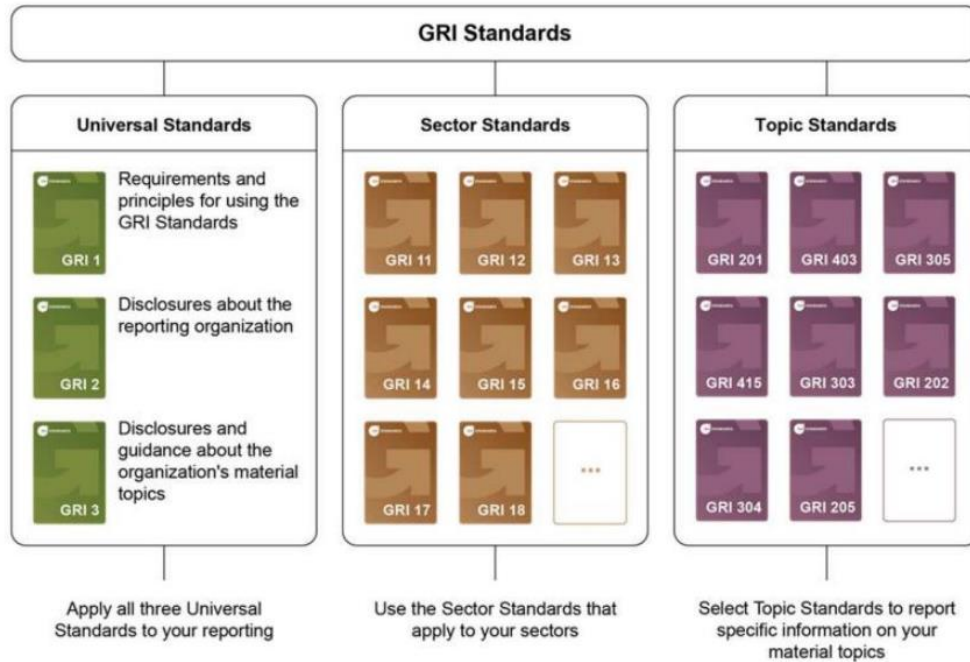 GRI Standards
Universal Standards
GRI 1
Requirements and
principles for using the
GRI Standards
GRI 2
Disclosures about the
reporting organization
GRI 3
Disclosures and
guidance about the
organization's material
topics
Apply all three Universal
Standards to your reporting
Sector Standards
GRI 11
GRI 12
GRI 13
GRI 14
GRI 15
GRI 16
GRI 17
GRI 18
...
Use the Sector Standards that
apply to your sectors
Topic Standards
GRI 201
GRI 403
GRI 305
GRI 415
GRI 303
GRI 202
GRI 304
GRI 205
...
Select Topic Standards to report
specific information on your
material topics